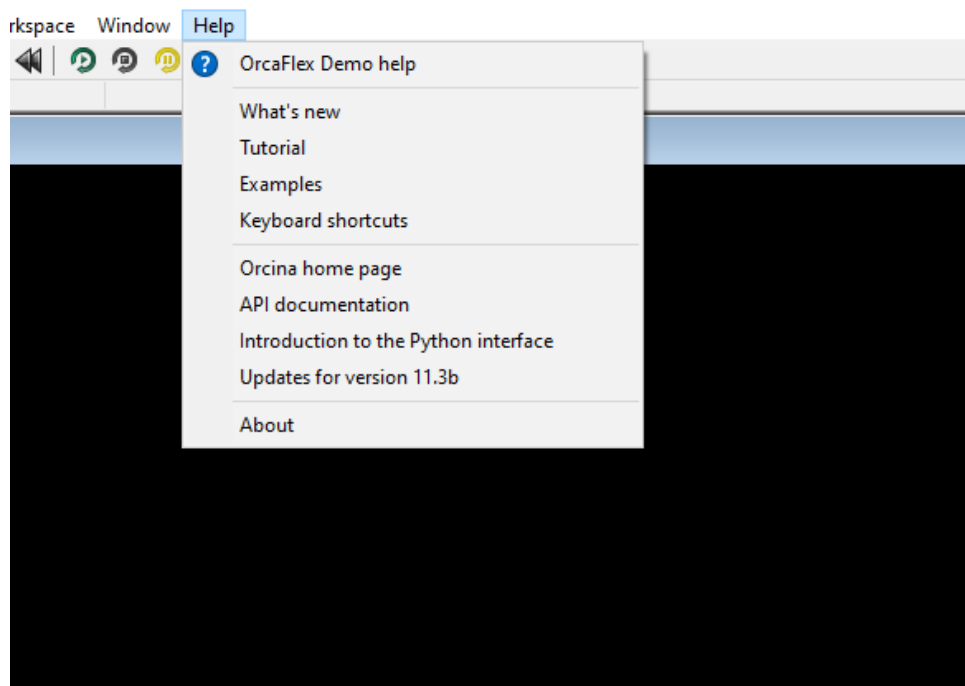 rkspace Window Help
OrcaFlex Demo help
What's new
Tutorial
Examples
Keyboard shortcuts
Orcina home page
API documentation
Introduction to the Python interface
Updates for version 11.3b
About